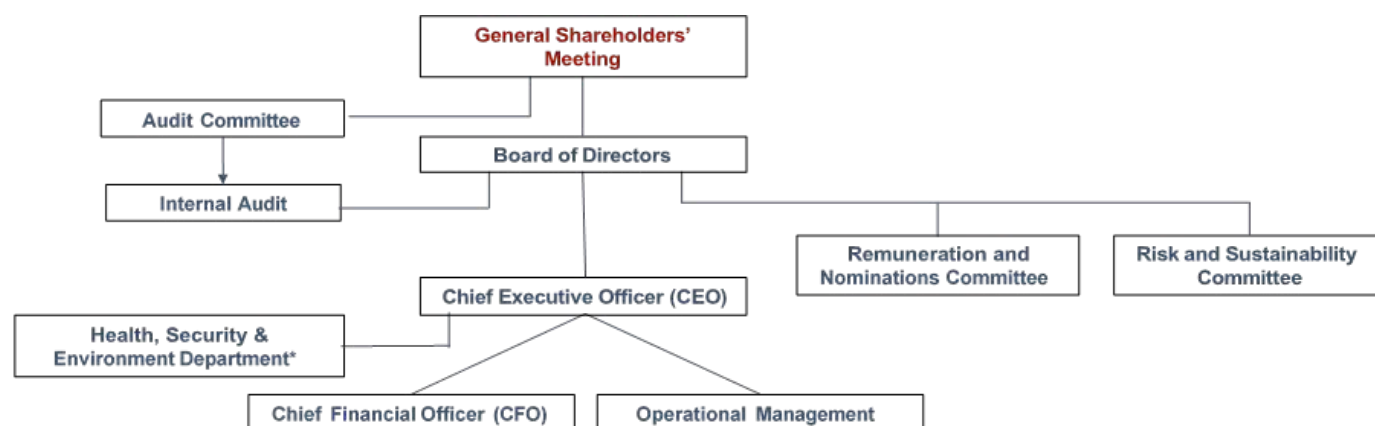 General Shareholders’
Meeting
Audit Committee
Board of Directors
Internal Audit
Remuneration and
Nominations Committee
Risk and Sustainability
Committee
Chief Executive Officer (CEO)
Health, Security &
Environment Department*
Chief Financial Officer (CFO)
Operational Management